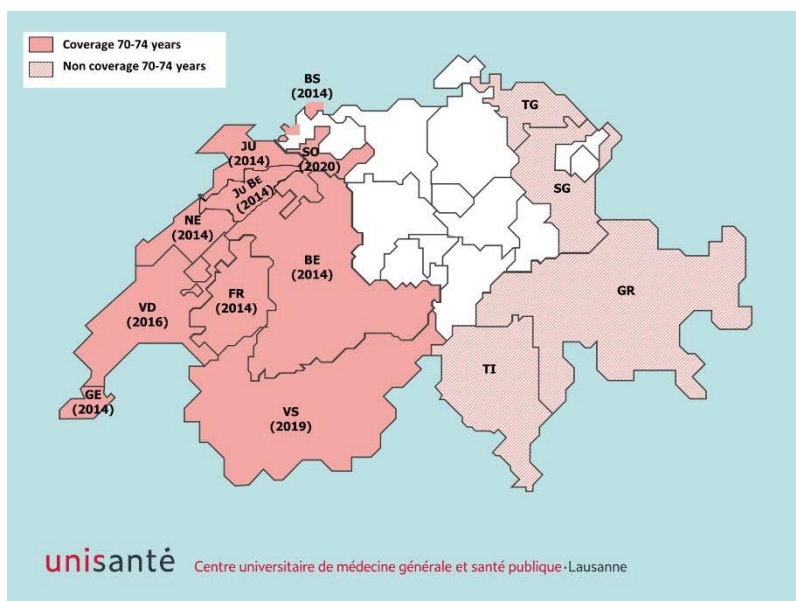 Coverage 70-74 years
Non coverage 70-74 years
BS
(2014)
TG
JU
(2014)
SO
(2020)
Ju Be
(2014)
SG
NE
(2014)
BE
(2014)
GR
FR
(2014)
VD
(2016)
TI
GE
(2014)
VS
(2019)
unisanté Centre universitaire de médecine générale et santé publique·Lausanne